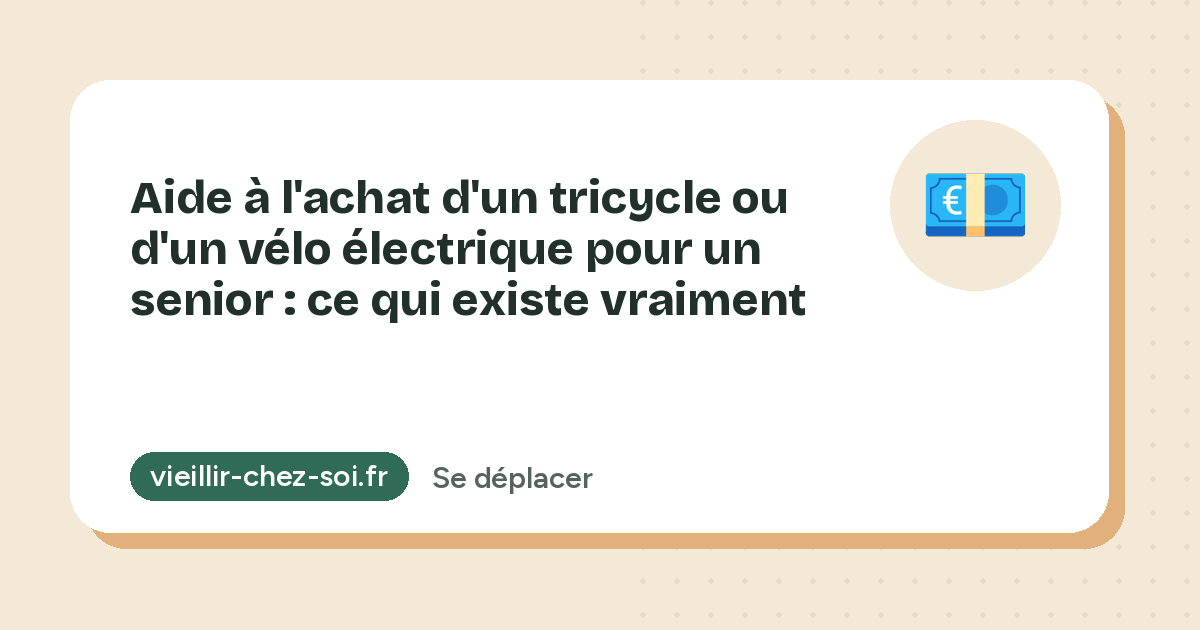 Aide à l'achat d'un tricycle ou
d'un vélo électrique pour un
senior : ce qui existe vraiment
€
vieillir-chez-soi.fr
Se déplacer